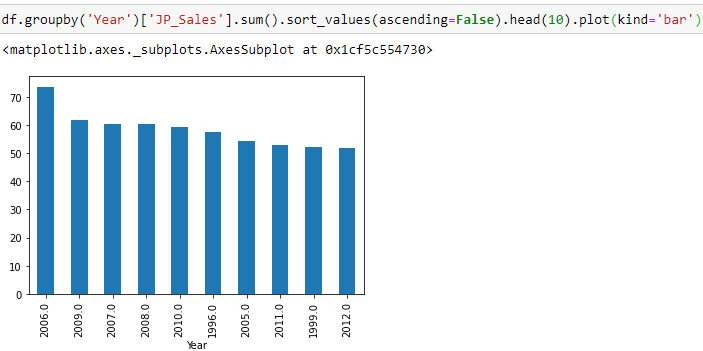 df.groupby('Year')['JP_Sales'].sum().sort_values(ascending=False).head(10).plot(kind='bar')
<matplotlib.axes._subplots.AxesSubplot at 0x1cf5c554730>
70
60
50
40
30
20
10
0
2006.0 2009.0 2007.0 2008.0 2010.0 1996.0 2005.0 2011.0 1999.0 2012.0
Year